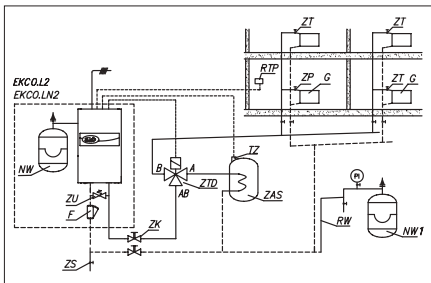 ZT
ZT
RTP
ZP G
ZT G
EKCO.L2
EKCO.LN2
NW
B
A
AB
ZTD
TZ
ZAS
ZU
F
ZK
ZS
PI
RW
NW1